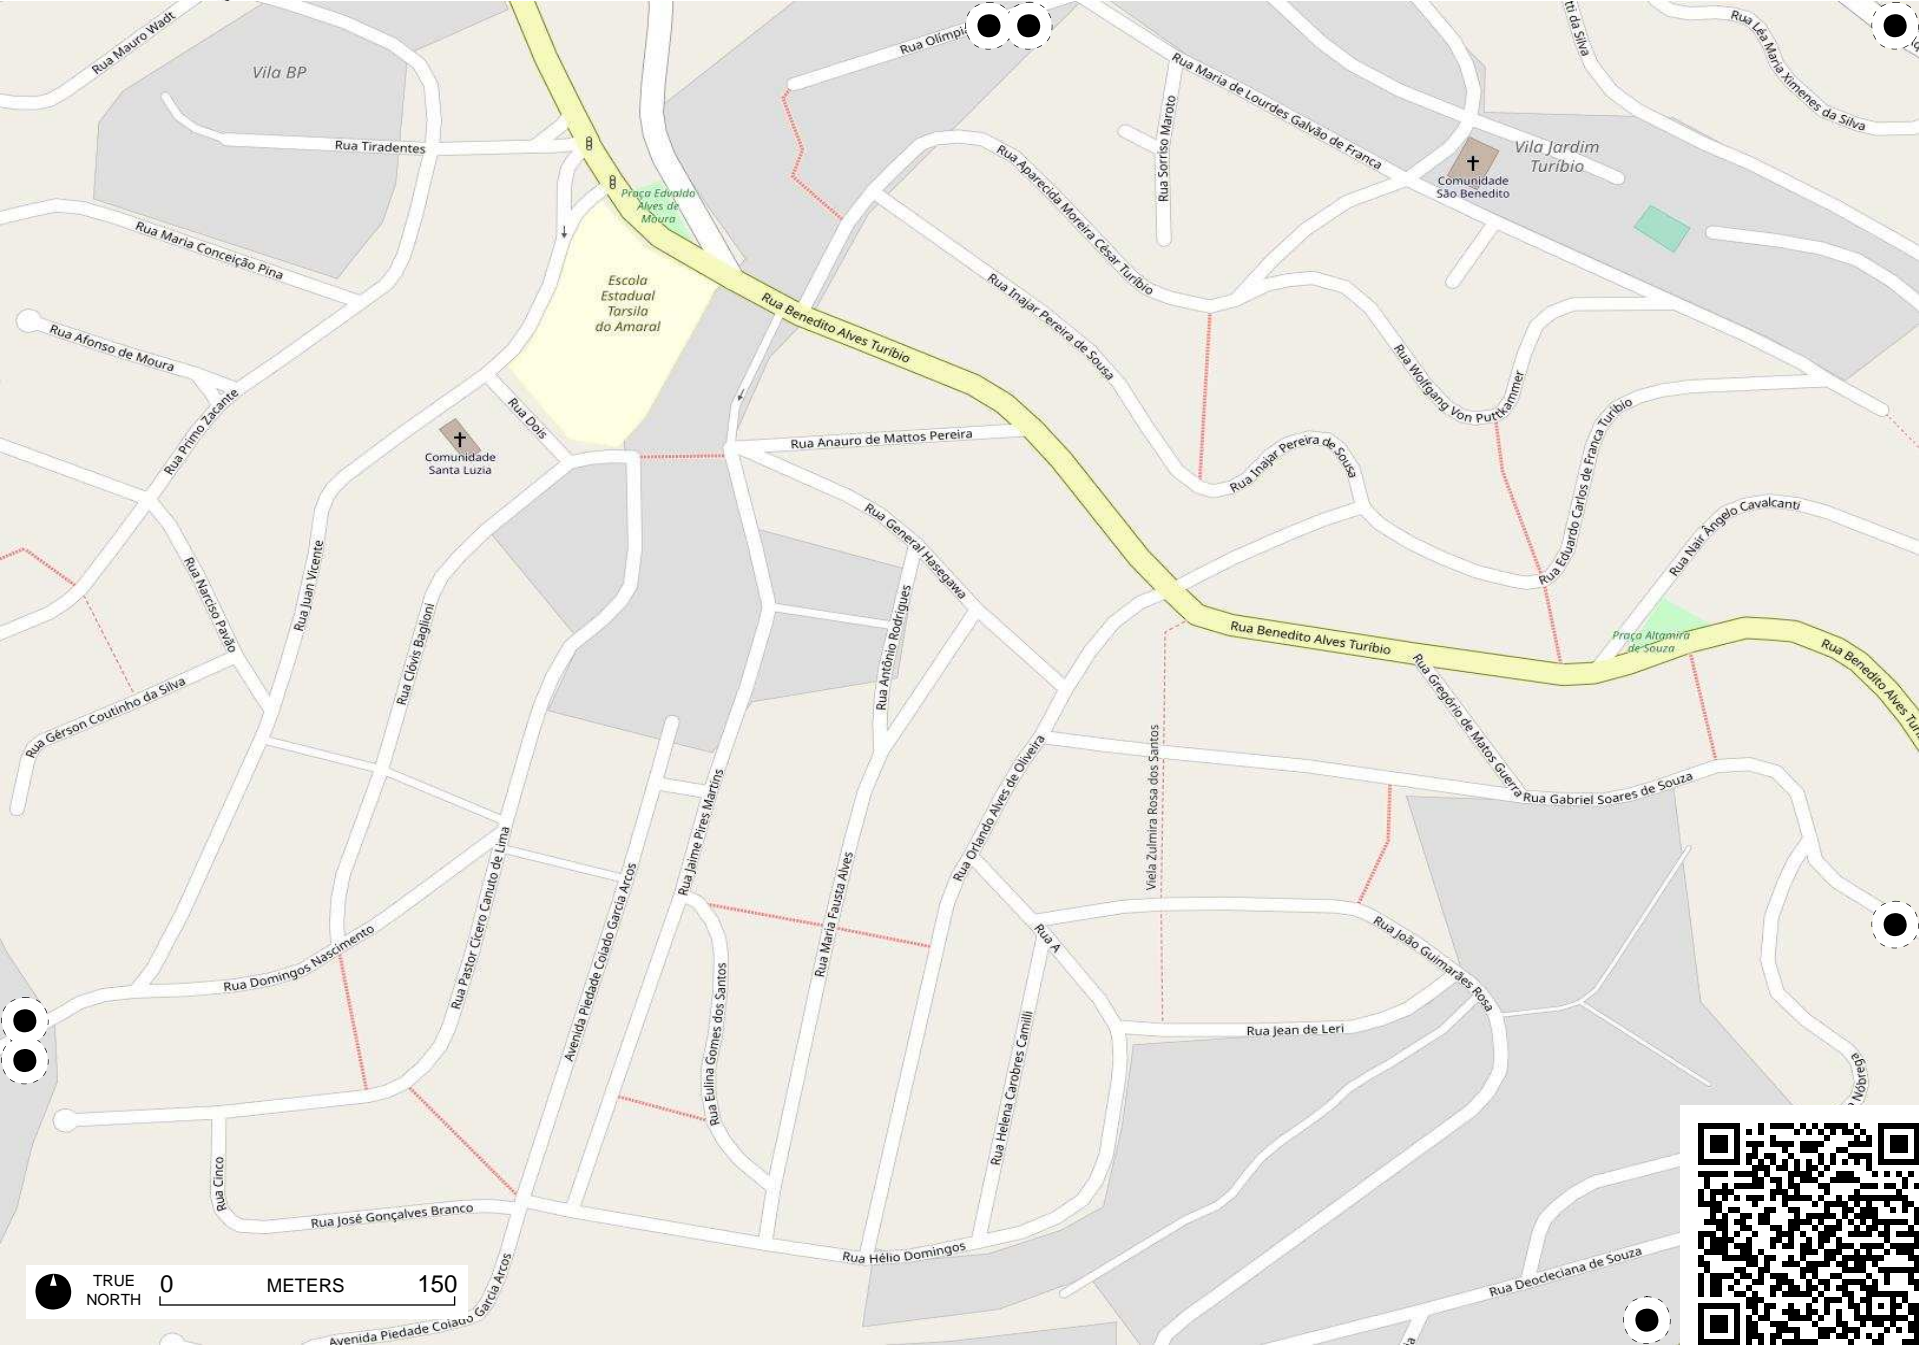 Rua Mauro Wadt
Vila BP
Rua Olímpia
Rua Maria de Lourdes Galvão de Franca
tti da Silva
Rua Léa Maria Ximenes da Silva
Rua Tiradentes
Rua Sorriso Maroto
Vila Jardim
Turíbio
Comunidade
São Benedito
Praça Edvaldo
Alves de
Moura
Rua Aparecida Moreira César Turíbio
Rua Maria Conceição Pina
Escola
Estadual
Tarsila
do Amaral
Rua Benedito Alves Turíbio
Rua Inajar Pereira de Sousa
Rua Afonso de Moura
Rua Wolfgang Von Puttkammer
Rua Primo Zacante
Rua Dois
Comunidade
Santa Luzia
Rua Anauro de Mattos Pereira
Rua Inajar Pereira de Sousa
Rua Eduardo Carlos de Franca Turibio
Rua Nair Ângelo Cavalcanti
Rua General Hasegawa
Rua Juan Vicente
Rua Narciso Pavão
Rua Clóvis Baglioni
Rua Antônio Rodrigues
Rua Benedito Alves Turíbio
Praça Altamira
de Souza
Rua Benedito Alves Turí
Rua Gérson Coutinho da Silva
Rua Gregório de Matos Guerra
Rua Gabriel Soares de Souza
Viela Zulmira Rosa dos Santos
Rua Orlando Alves de Oliveira
Rua Jaime Pires Martins
Rua Maria Fausta Alves
Rua Pastor Cícero Canuto de Lima
Avenida Piedade Coiado Garcia Arcos
Rua Domingos Nascimento
Rua A
Rua João Guimarães Rosa
Rua Eulina Gomes dos Santos
Rua Helena Carobres Camilli
Rua Jean de Leri
Nóbrega
Rua Cinco
Rua José Gonçalves Branco
Rua Hélio Domingos
Rua Deocleciana de Souza
Avenida Piedade Coiado Garcia Arcos
TRUE
NORTH
0 METERS 150